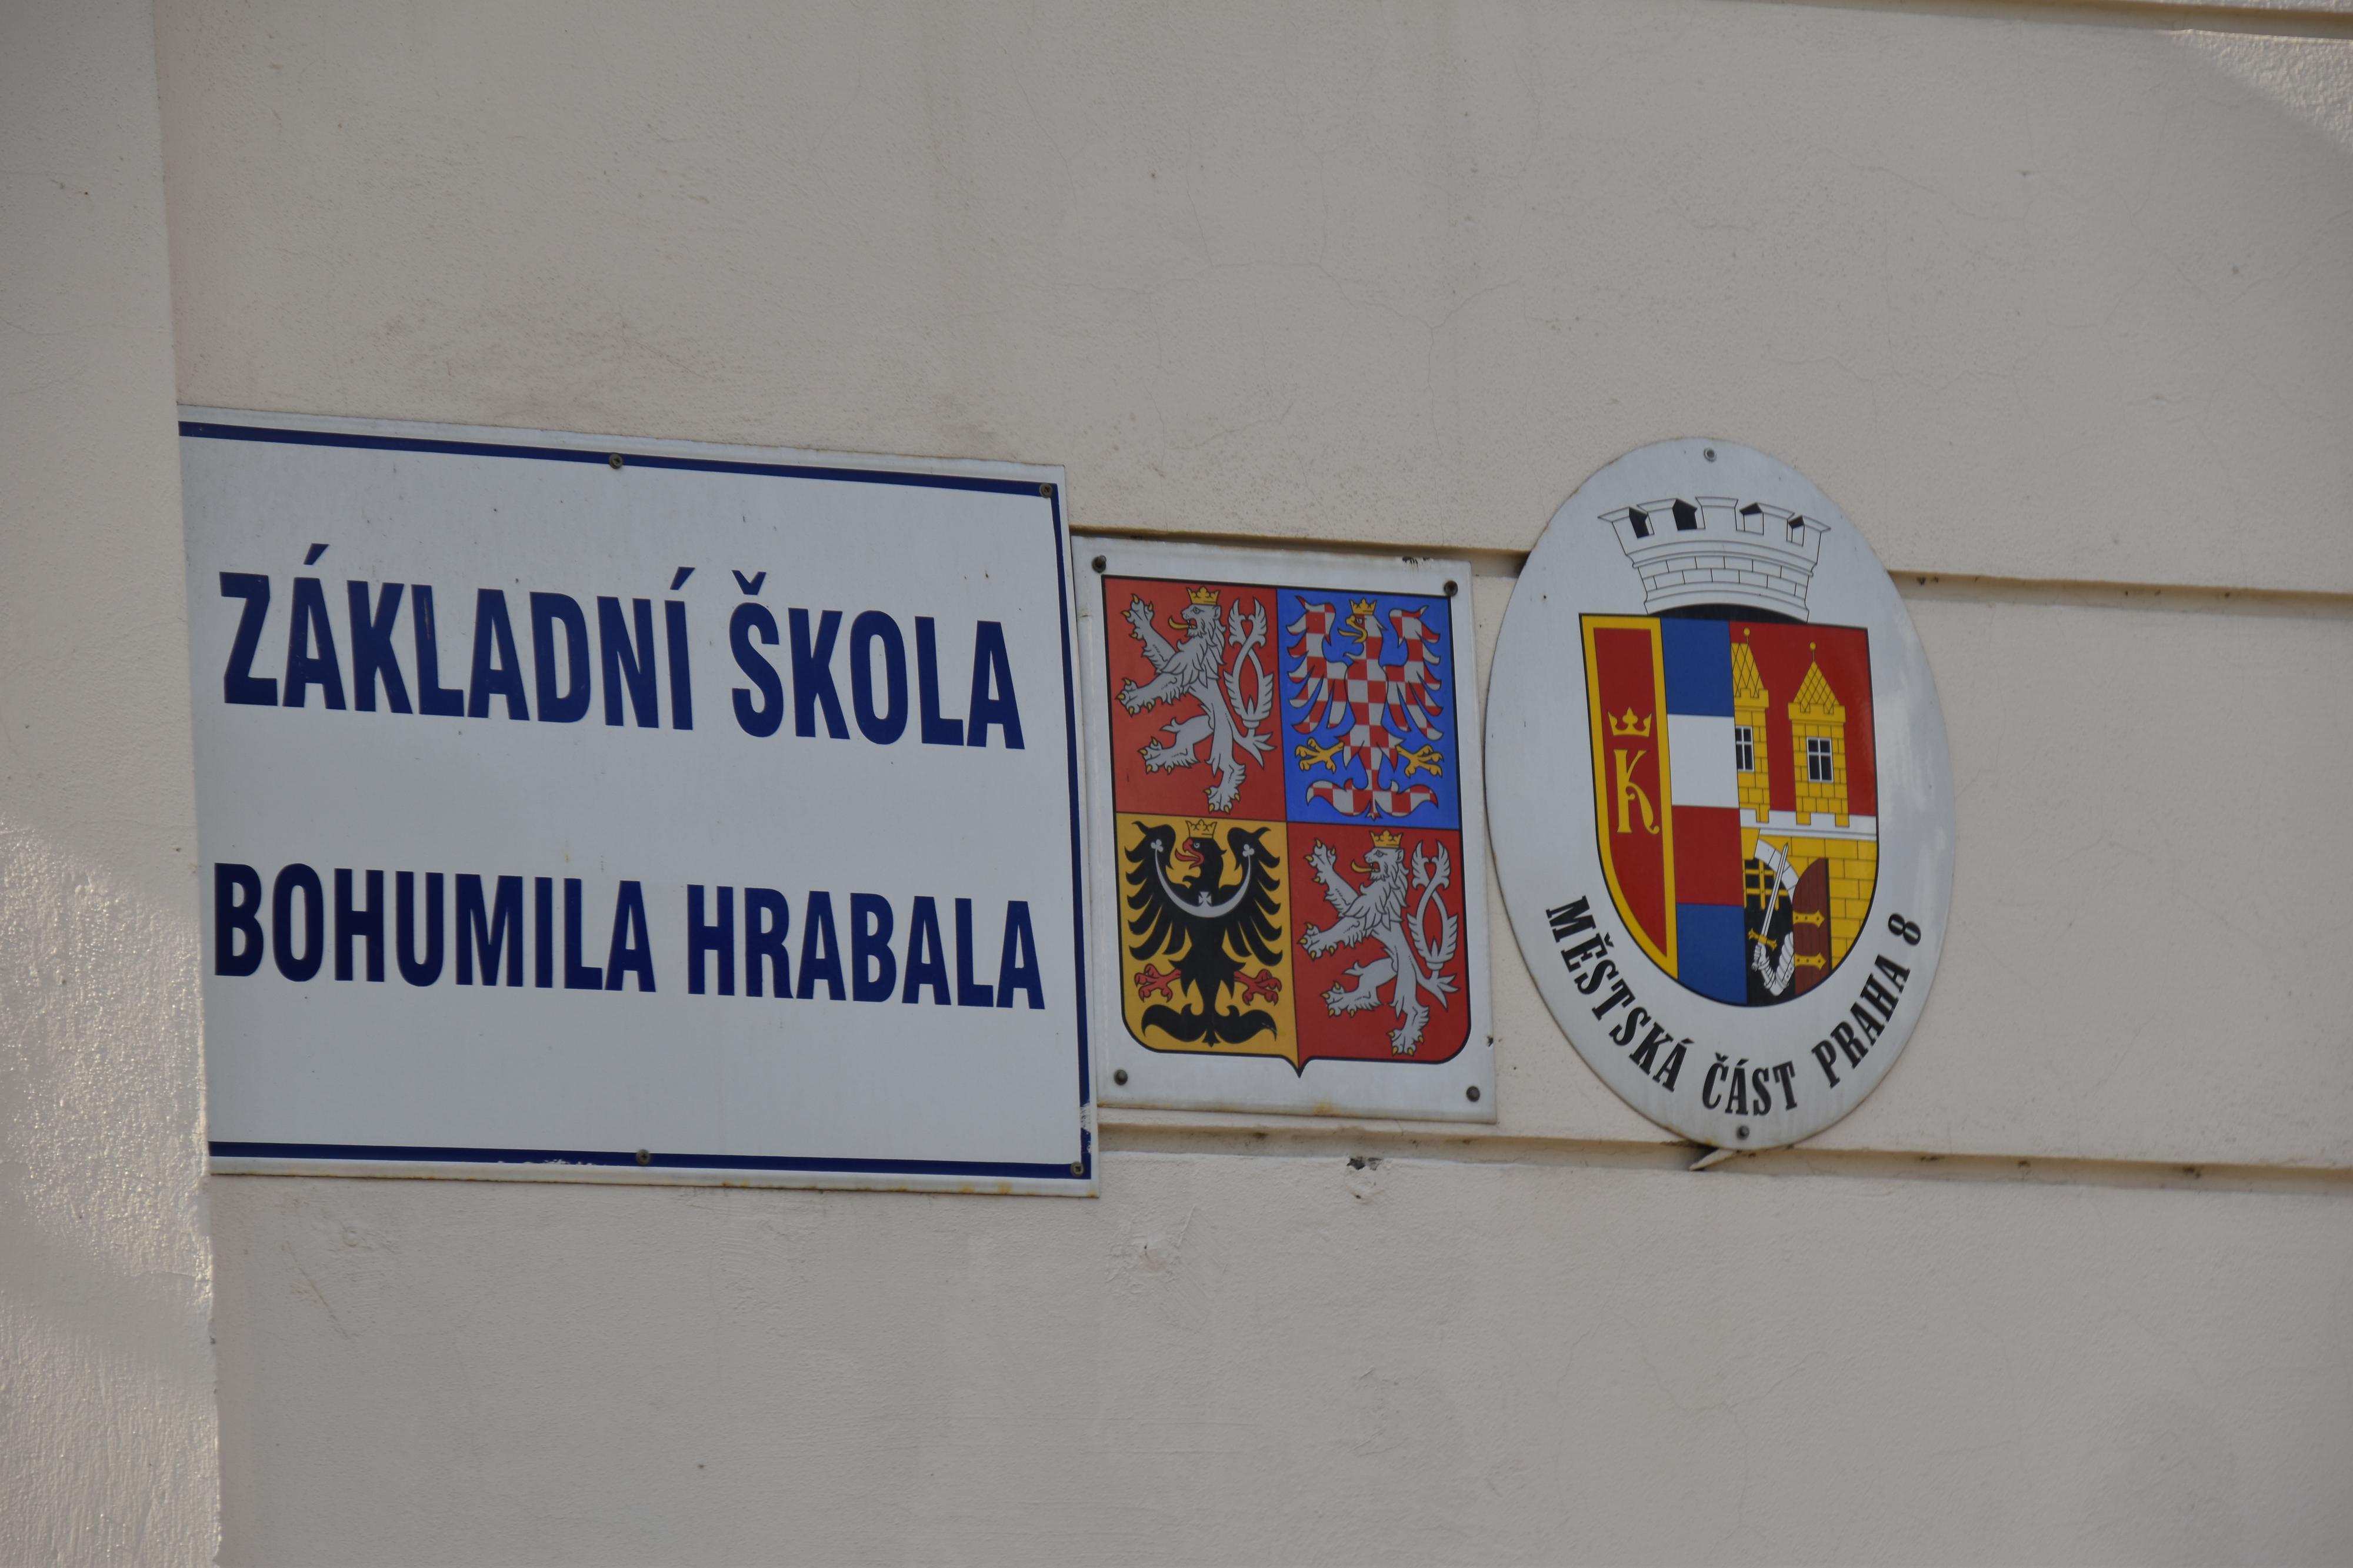 ZÁKLADNÍ ŠKOLA
BOHUMILA HRABALA
K
MĚSTSKÁ ČÁST PRAHA 8